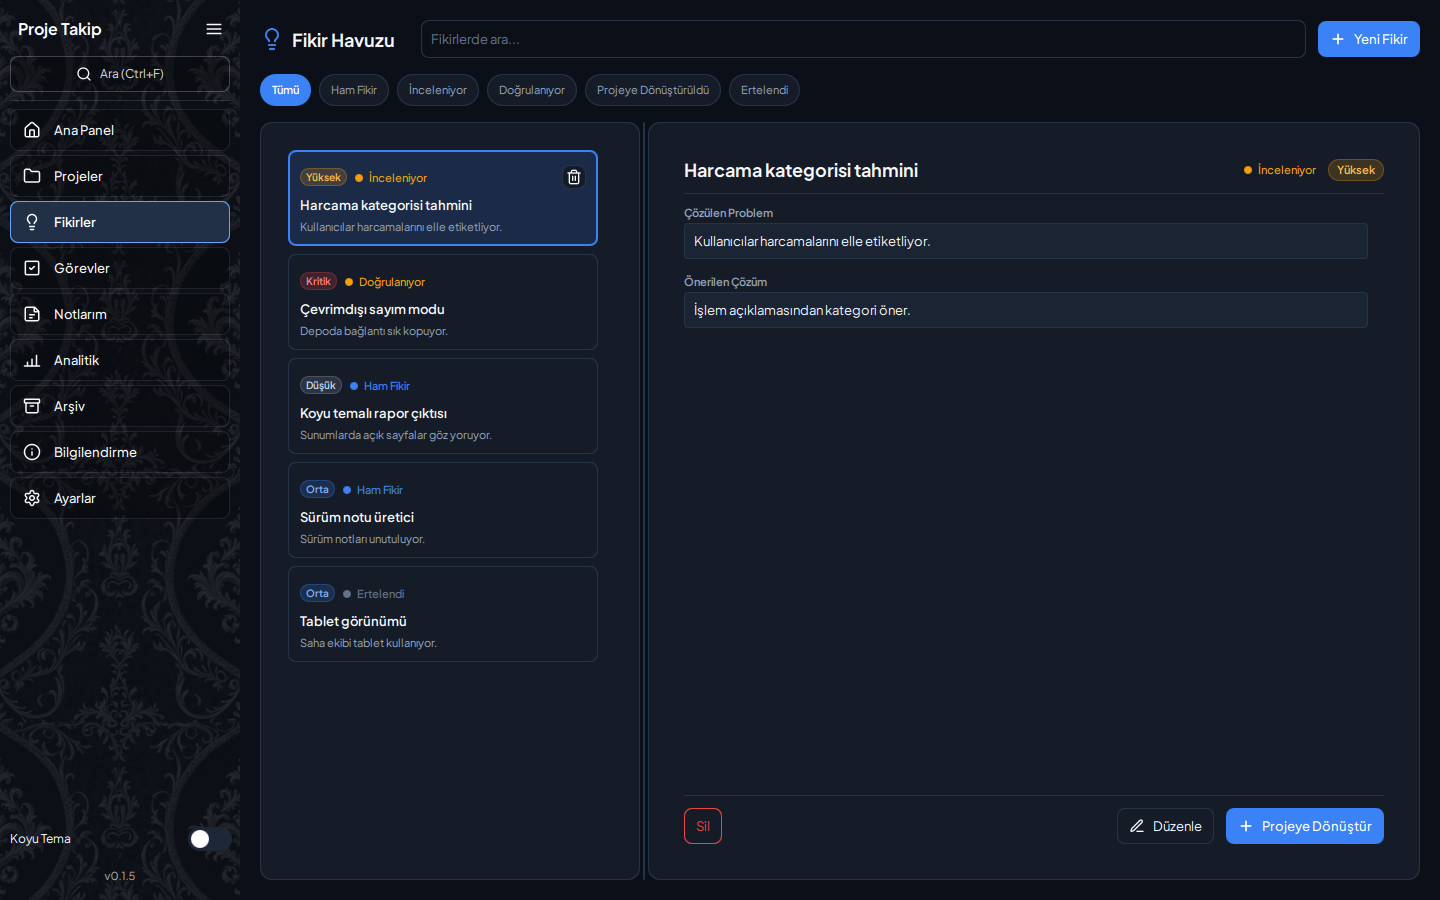 Proje Takip
Ara (Ctrl+F)
Ana Panel
Projeler
Fikirler
Görevler
Notlarım
Analitik
Arşiv
Bilgilendirme
Ayarlar
Koyu Tema
v0.1.5
Fikir Havuzu
Fikirlerde ara...
Yeni Fikir
Tümü
Ham Fikir
İnceleniyor
Doğrulanıyor
Projeye Dönüştürüldü
Ertelendi
Yüksek İnceleniyor
Harcama kategorisi tahmini
Kullanıcılar harcamalarını elle etiketliyor.
Kritik Doğrulanıyor
Çevrimdışı sayım modu
Depoda bağlantı sık kopuyor.
Düşük Ham Fikir
Koyu temalı rapor çıktısı
Sunumlarda açık sayfalar göz yoruyor.
Orta Ham Fikir
Sürüm notu üretici
Sürüm notları unutuluyor.
Orta Ertelendi
Tablet görünümü
Saha ekibi tablet kullanıyor.
Harcama kategorisi tahmini
İnceleniyor Yüksek
Çözülen Problem
Kullanıcılar harcamalarını elle etiketliyor.
Önerilen Çözüm
İşlem açıklamasından kategori öner.
Sil
Düzenle
Projeye Dönüştür